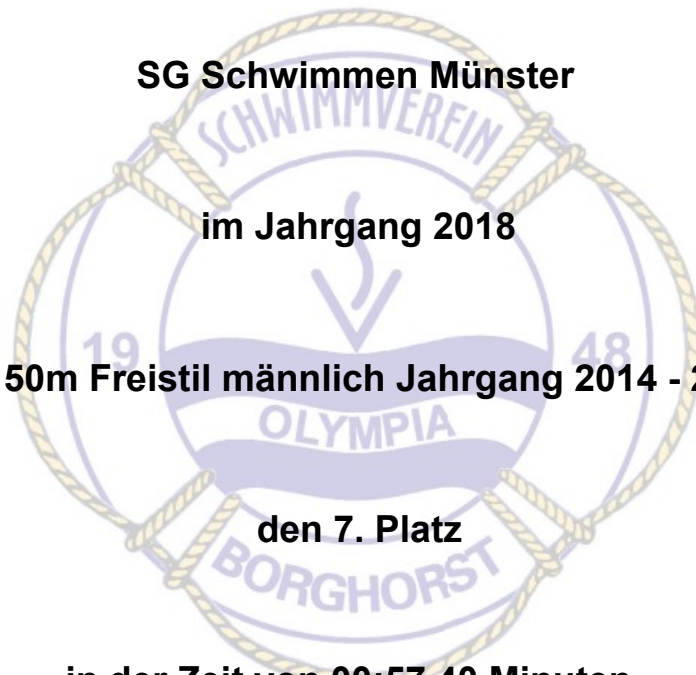 SG Schwimmen Münster
SCHWIMMVEREIN
im Jahrgang 2018
19 48
50m Freistil männlich Jahrgang 2014 -
OLYMPIA
den 7. Platz
BORGHORST
in der Zeit von 00:57,40 Minuten